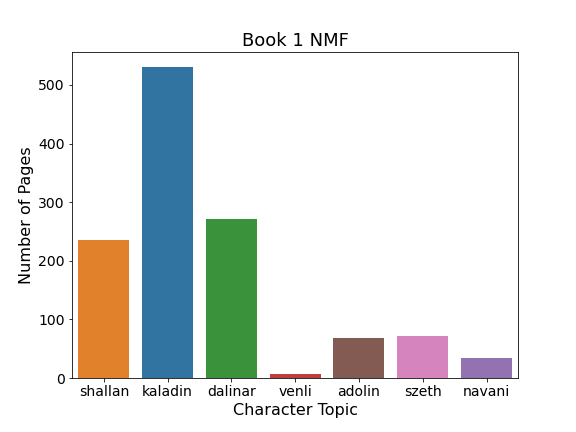 Book 1 NMF
Number of Pages
500
400
300
200
100
0
shallan kaladin dalinar venli adolin szeth navani
Character Topic